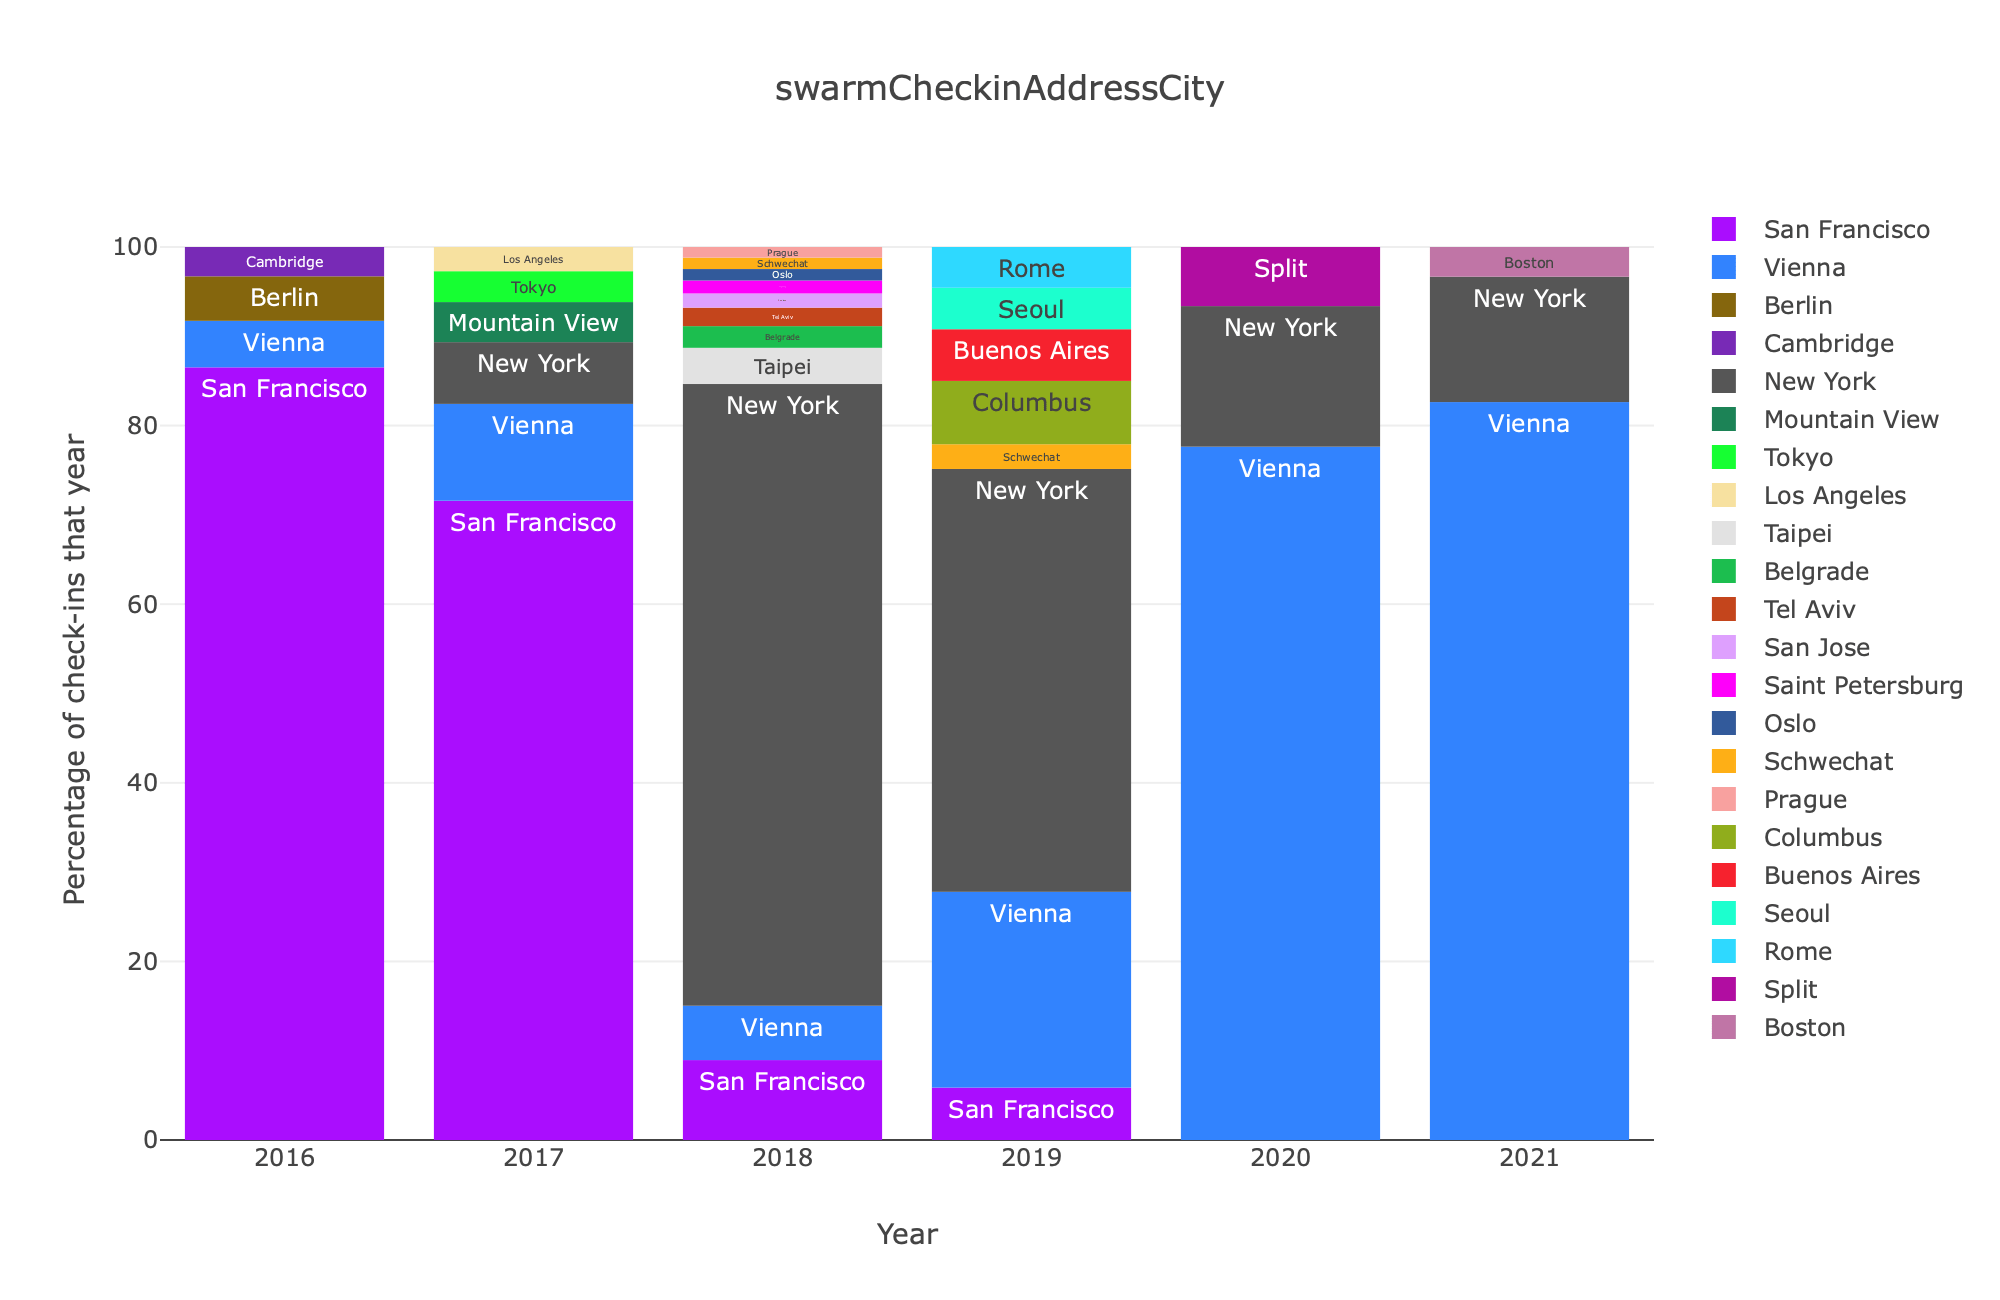 swarmCheckinAddressCity
Percentage of check-ins that year
100
80
60
40
20
0
Cambridge
Berlin
Vienna
San Francisco
Los Angeles
Tokyo
Mountain View
New York
Vienna
San Francisco
Prague
Schwechat
Oslo
Tel Aviv
Belgrade
Taipei
New York
Vienna
San Francisco
Rome
Seoul
Buenos Aires
Columbus
Schwechat
New York
Vienna
San Francisco
Split
New York
Vienna
Boston
New York
Vienna
2016 2017 2018 2019 2020 2021
Year
San Francisco
Vienna
Berlin
Cambridge
New York
Mountain View
Tokyo
Los Angeles
Taipei
Belgrade
Tel Aviv
San Jose
Saint Petersburg
Oslo
Schwechat
Prague
Columbus
Buenos Aires
Seoul
Rome
Split
Boston